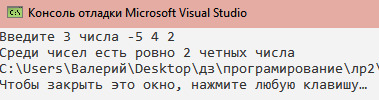 Консоль отладки Microsoft Visual Studio
Введите 3 числа -5 4 2
Среди чисел есть ровно 2 четных числа
C:\Users\Валерий\Desktop\дз\програмирование\лр2\
Чтобы закрыть это окно, нажмите любую клавишу…